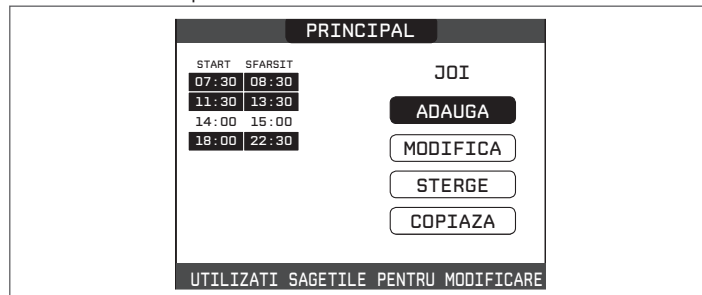 PRINCIPAL
START SFARSIT
07:30 08:30
11:30 13:30
14:00 15:00
18:00 22:30
JOI
ADAUGA
MODIFICA
STERGE
COPIAZA
UTILIZATI SAGETILE PENTRU MODIFICARE